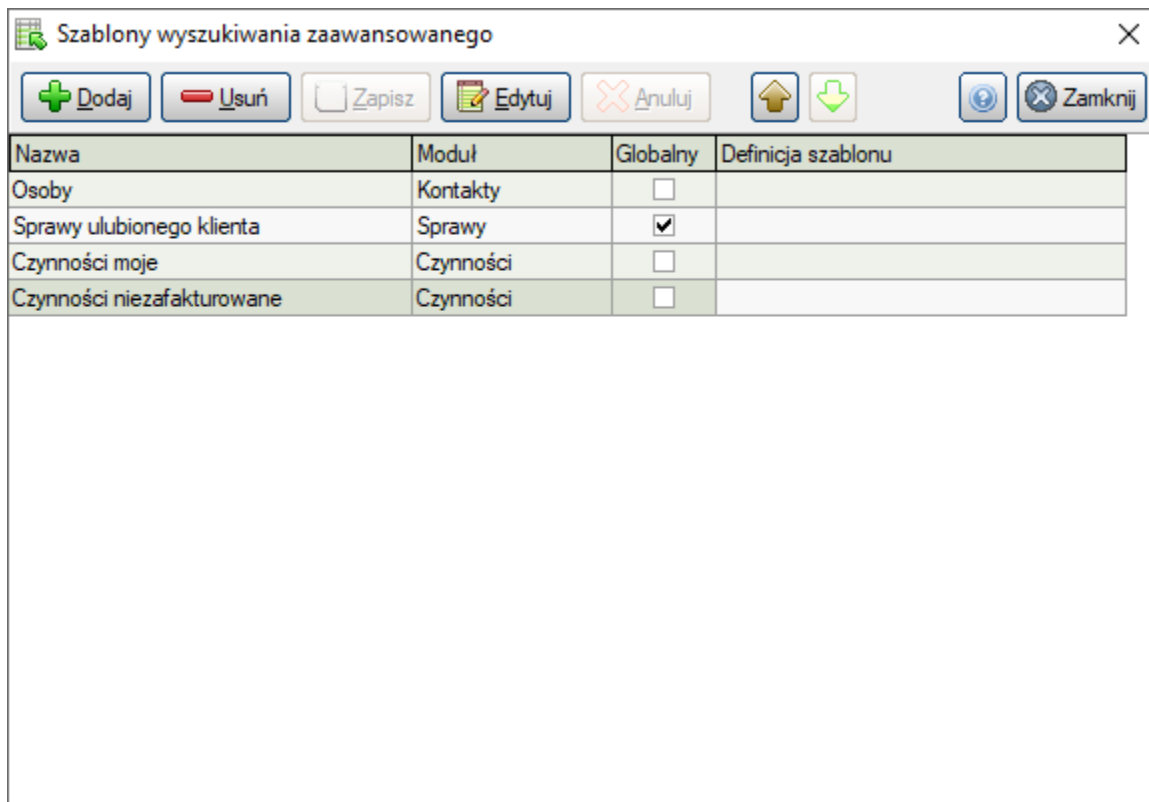 Szablony wyszukiwania zaawansowanego
Dodaj Usuń Zapisz Edytuj Anuluj Zamknij
Nazwa Moduł Globalny Definicja szablonu
Osoby Kontakty
Sprawy ulubionego klienta Sprawy
Czynności moje Czynności
Czynności niezafakturowane Czynności